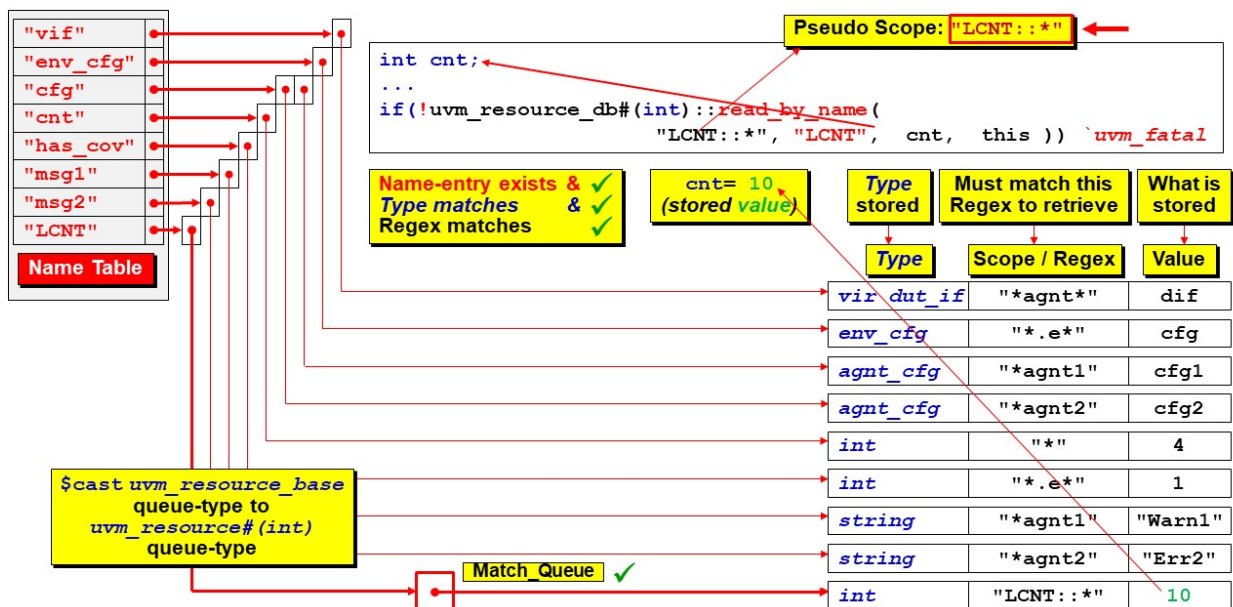 "vif"
"env_cfg"
"cfg"
"cnt"
"has_cov"
"msg1"
"msg2"
"LCNT"
Name Table
Pseudo Scope: "LCNT::*"
int cnt;
...
if(!uvm_resource_db#(int)::read_by_name(
"LCNT::*", "LCNT", cnt, this )) `uvm_fatal
Name-entry exists & ✓
Type matches & ✓
Regex matches ✓
cnt= 10
(stored value)
Type stored
Must match this Regex to retrieve
What is stored
Type Scope / Regex Value
vir dut_if "*agnt*" dif
env_cfg "*.e*" cfg
agnt_cfg "*agnt1" cfg1
agnt_cfg "*agnt2" cfg2
int "*" 4
int "*.e*" 1
string "*agnt1" "Warn1"
string "*agnt2" "Err2"
int "LCNT::*" 10
$cast uvm_resource_base
queue-type to
uvm_resource#(int)
queue-type
Match_Queue ✓